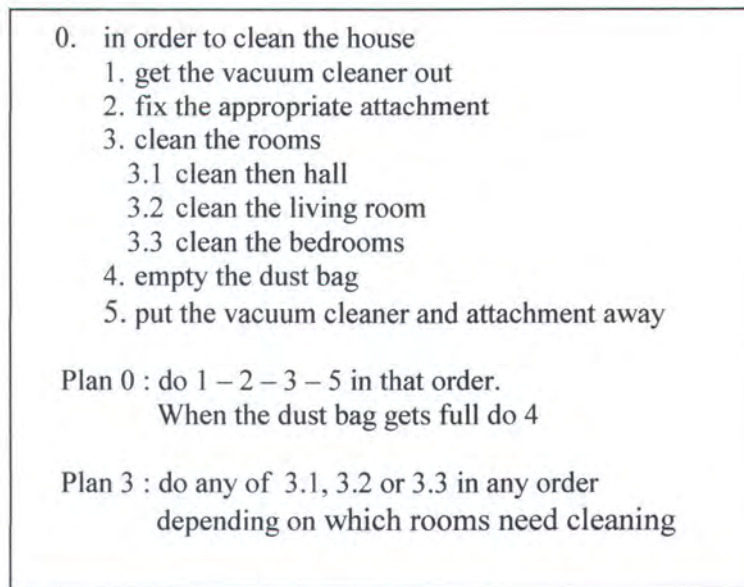 0. in order to clean the house
1. get the vacuum cleaner out
2. fix the appropriate attachment
3. clean the rooms
3.1 clean then hall
3.2 clean the living room
3.3 clean the bedrooms
4. empty the dust bag
5. put the vacuum cleaner and attachment away
Plan 0 : do 1 – 2 – 3 – 5 in that order.
When the dust bag gets full do 4
Plan 3 : do any of 3.1, 3.2 or 3.3 in any order
depending on which rooms need cleaning